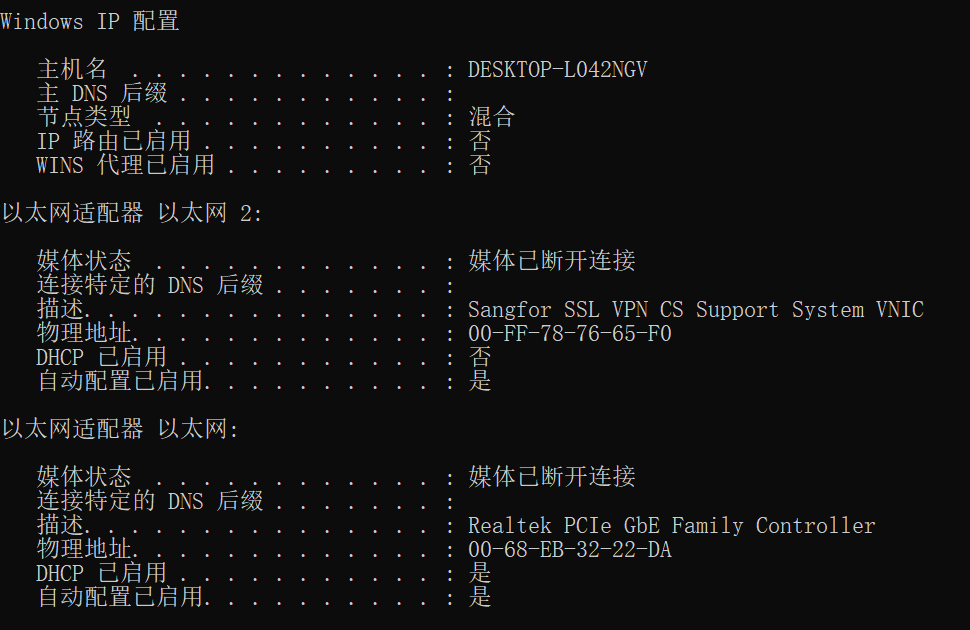 Windows IP 配置
主机名 . . . . . . . . . . . . . : DESKTOP-L042NGV
主 DNS 后缀 . . . . . . . . . . . :
节点类型 . . . . . . . . . . . . : 混合
IP 路由已启用 . . . . . . . . . . : 否
WINS 代理已启用 . . . . . . . . . : 否
以太网适配器 以太网 2:
媒体状态 . . . . . . . . . . . . : 媒体已断开连接
连接特定的 DNS 后缀 . . . . . . . :
描述. . . . . . . . . . . . . . . : Sangfor SSL VPN CS Support System VNIC
物理地址. . . . . . . . . . . . . : 00-FF-78-76-65-F0
DHCP 已启用 . . . . . . . . . . . : 否
自动配置已启用. . . . . . . . . . : 是
以太网适配器 以太网:
媒体状态 . . . . . . . . . . . . : 媒体已断开连接
连接特定的 DNS 后缀 . . . . . . . :
描述. . . . . . . . . . . . . . . : Realtek PCIe GbE Family Controller
物理地址. . . . . . . . . . . . . : 00-68-EB-32-22-DA
DHCP 已启用 . . . . . . . . . . . : 是
自动配置已启用. . . . . . . . . . : 是